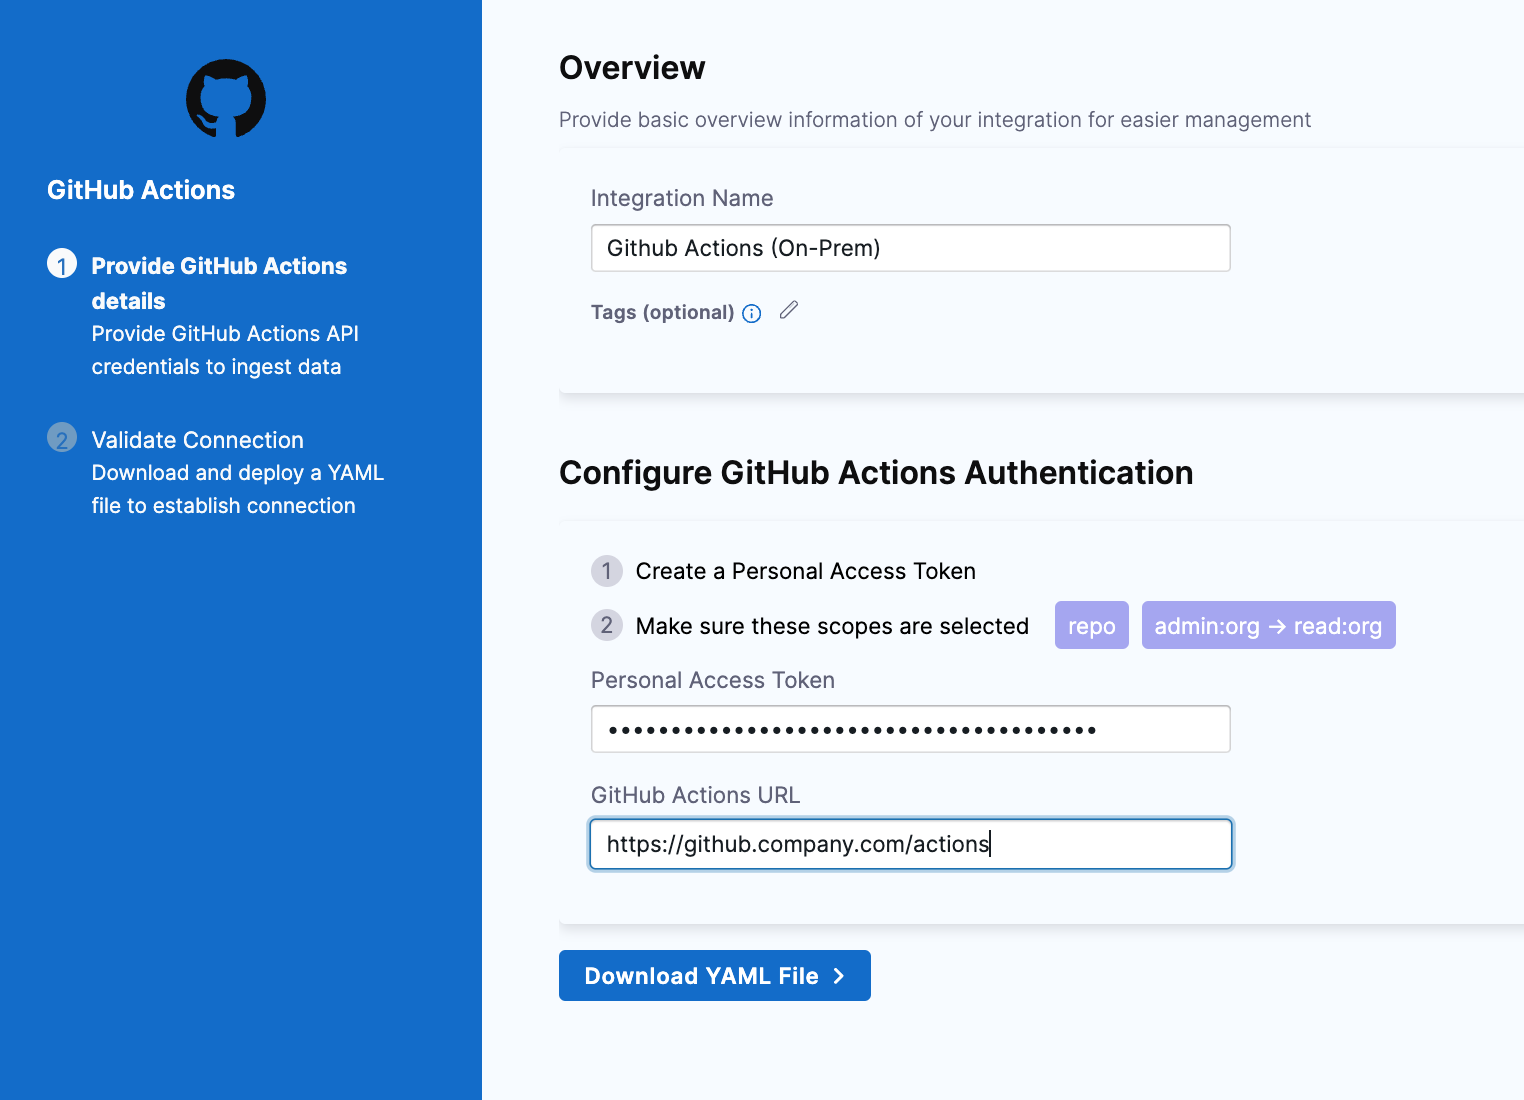 GitHub Actions
1
Provide GitHub Actions
details
Provide GitHub Actions API
credentials to ingest data
2
Validate Connection
Download and deploy a YAML
file to establish connection
Overview
Provide basic overview information of your integration for easier management
Integration Name
Github Actions (On-Prem)
Tags (optional)
Configure GitHub Actions Authentication
1 Create a Personal Access Token
2 Make sure these scopes are selected repo admin:org → read:org
Personal Access Token
•••••••••••••••••••••••••••••••••••••••
GitHub Actions URL
https://github.company.com/actions
Download YAML File